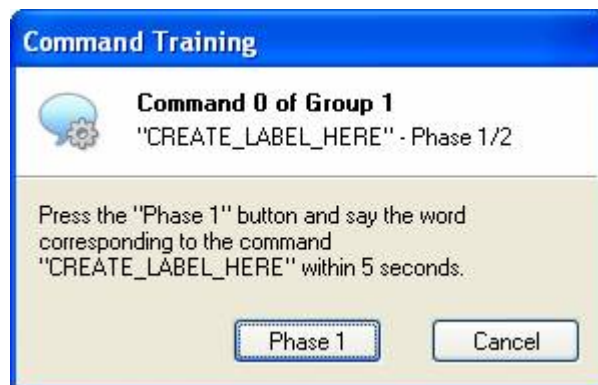 Command Training
Command 0 of Group 1
"CREATE_LABEL_HERE" - Phase 1/2
Press the "Phase 1" button and say the word
corresponding to the command
"CREATE_LABEL_HERE" within 5 seconds.
Phase 1
Cancel